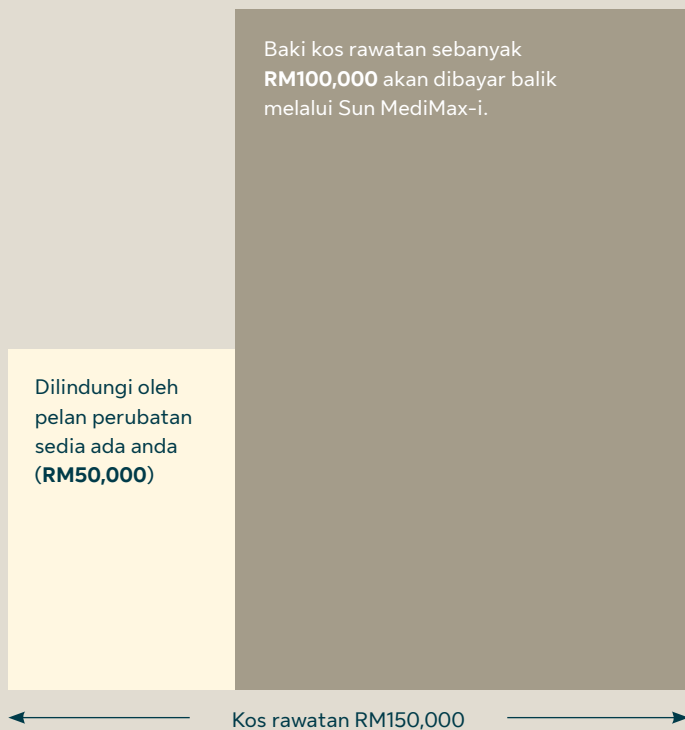 Baki kos rawatan sebanyak
RM100,000 akan dibayar balik
melalui Sun MediMax-i.
Dilindungi oleh
pelan perubatan
sedia ada anda
(RM50,000)
Kos rawatan RM150,000